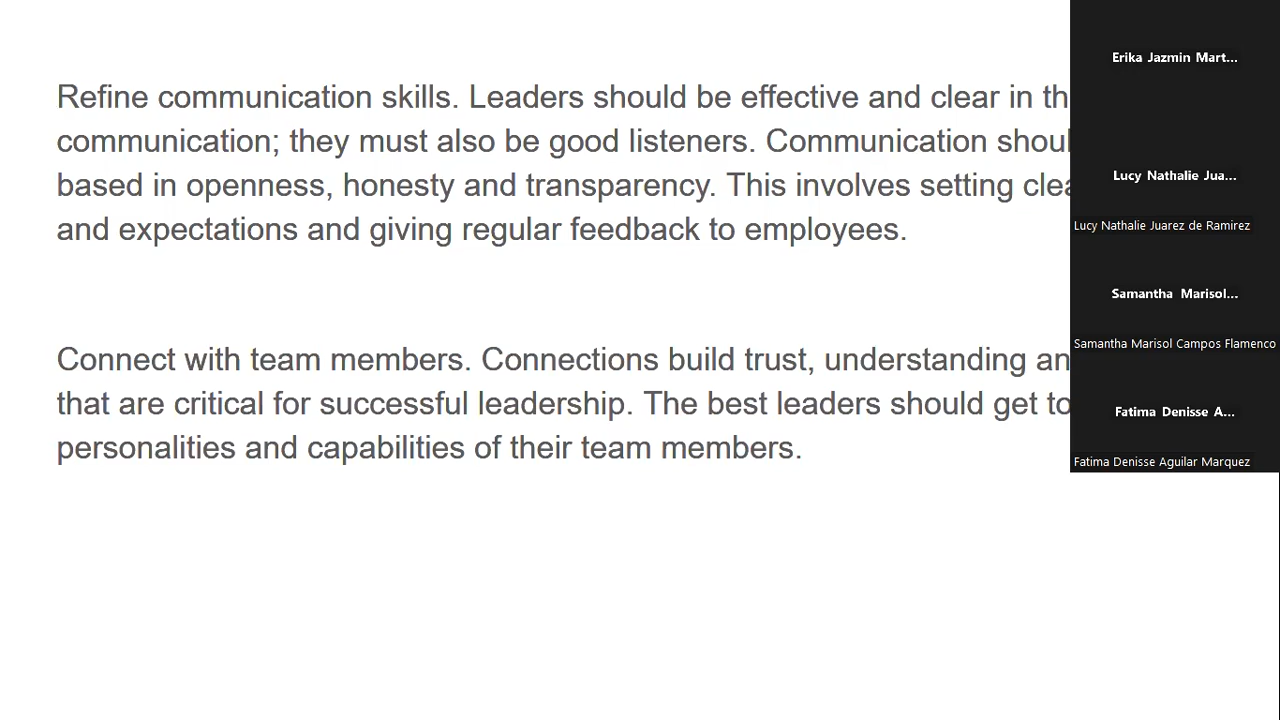 Refine communication skills. Leaders should be effective and clear in th
communication; they must also be good listeners. Communication shoul
based in openness, honesty and transparency. This involves setting clea
and expectations and giving regular feedback to employees.
Connect with team members. Connections build trust, understanding an
that are critical for successful leadership. The best leaders should get to
personalities and capabilities of their team members.
Erika Jazmin Mart...
Lucy Nathalie Jua...
Lucy Nathalie Juarez de Ramirez
Samantha Marisol...
Samantha Marisol Campos Flamenco
Fatima Denisse A...
Fatima Denisse Aguilar Marquez